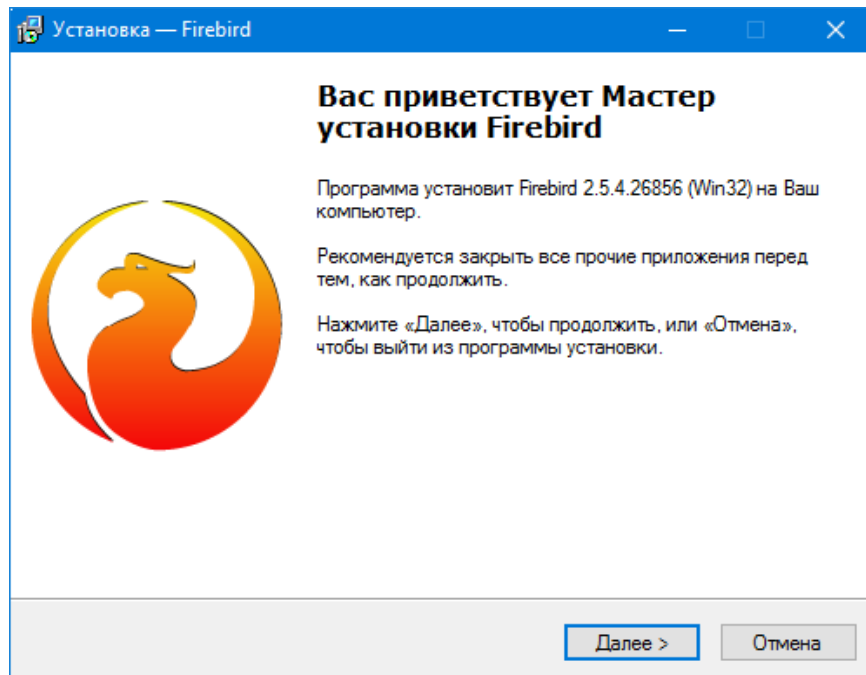 Установка — Firebird
Вас приветствует Мастер
установки Firebird
Программа установит Firebird 2.5.4.26856 (Win32) на Ваш
компьютер.
Рекомендуется закрыть все прочие приложения перед
тем, как продолжить.
Нажмите «Далее», чтобы продолжить, или «Отмена»,
чтобы выйти из программы установки.
Далее >
Отмена